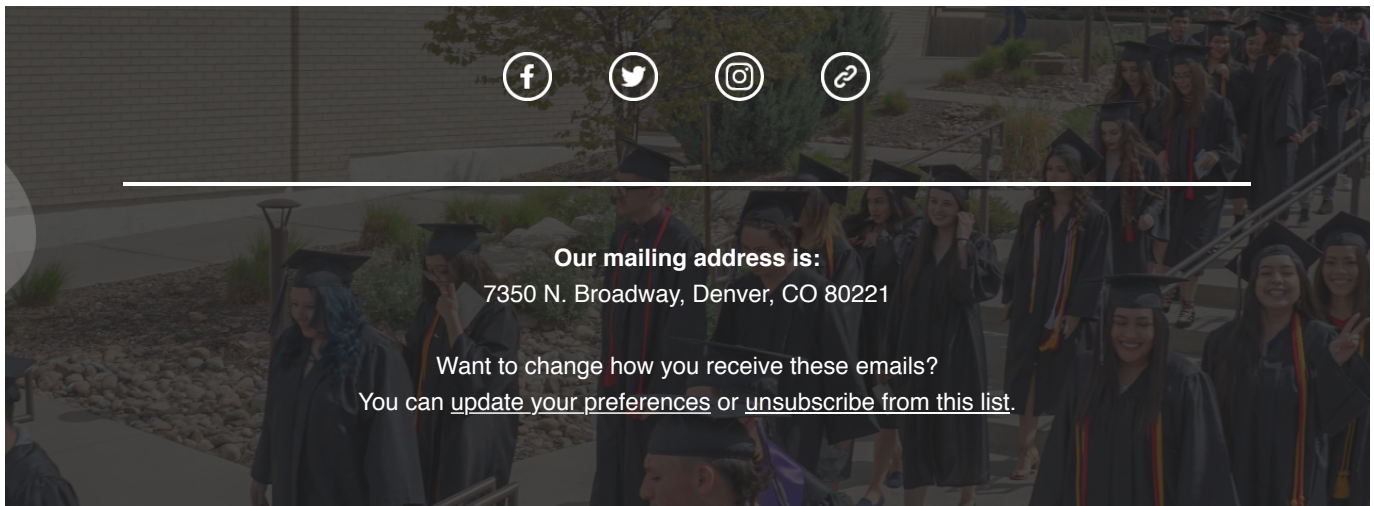 Our mailing address is:
7350 N. Broadway, Denver, CO 80221
Want to change how you receive these emails?
You can update your preferences or unsubscribe from this list.